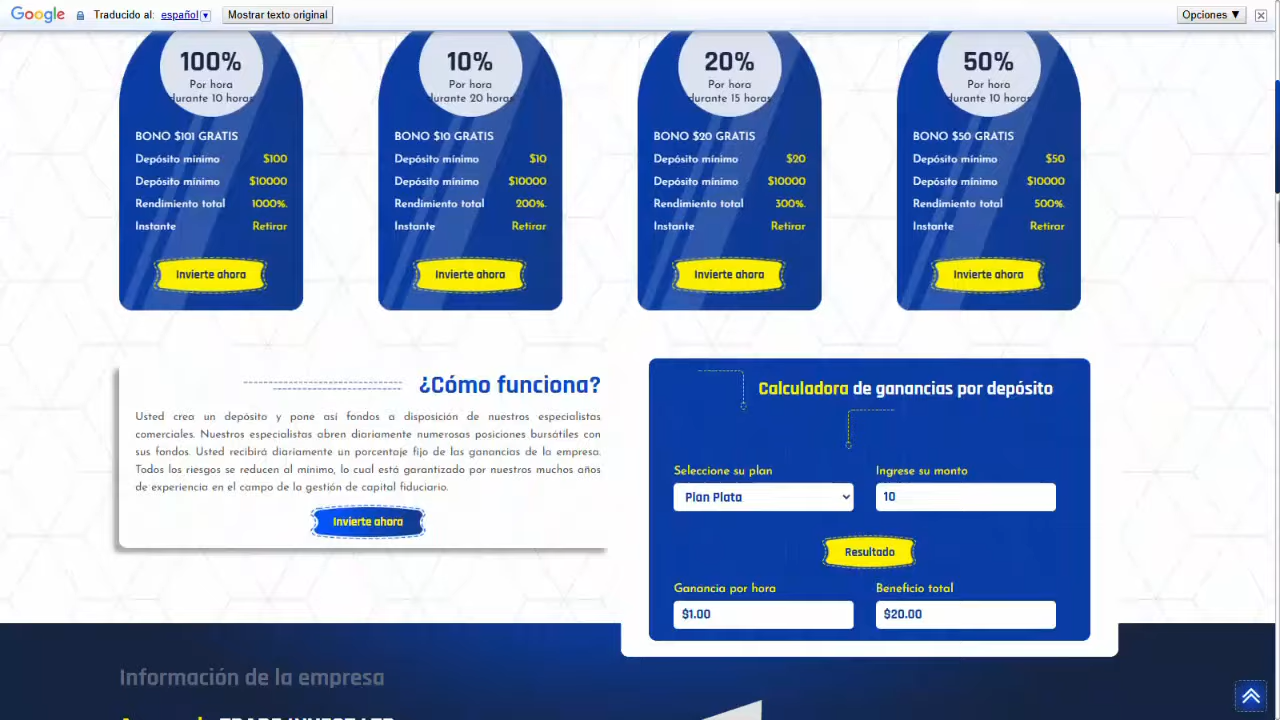 Google Traducido al: español Mostrar texto original Opciones ▼
100%
Por hora
durante 10 horas
BONO $101 GRATIS
Depósito mínimo $100
Depósito mínimo $10000
Rendimiento total 1000%.
Instante Retirar
Invierte ahora
10%
Por hora
durante 20 horas
BONO $10 GRATIS
Depósito mínimo $10
Depósito mínimo $10000
Rendimiento total 200%.
Instante Retirar
Invierte ahora
20%
Por hora
durante 15 horas
BONO $20 GRATIS
Depósito mínimo $20
Depósito mínimo $10000
Rendimiento total 300%.
Instante Retirar
Invierte ahora
50%
Por hora
durante 10 horas
BONO $50 GRATIS
Depósito mínimo $50
Depósito mínimo $10000
Rendimiento total 500%.
Instante Retirar
Invierte ahora
¿Cómo funciona?
Usted crea un depósito y pone así fondos a disposición de nuestros especialistas
comerciales. Nuestros especialistas abren diariamente numerosas posiciones bursátiles con
sus fondos. Usted recibirá diariamente un porcentaje fijo de las ganancias de la empresa.
Todos los riesgos se reducen al mínimo, lo cual está garantizado por nuestros muchos años
de experiencia en el campo de la gestión de capital fiduciario.
Invierte ahora
Calculadora de ganancias por depósito
Seleccione su plan Ingrese su monto
Plan Plata 10
Resultado
Ganancia por hora Beneficio total
$1.00 $20.00
Información de la empresa